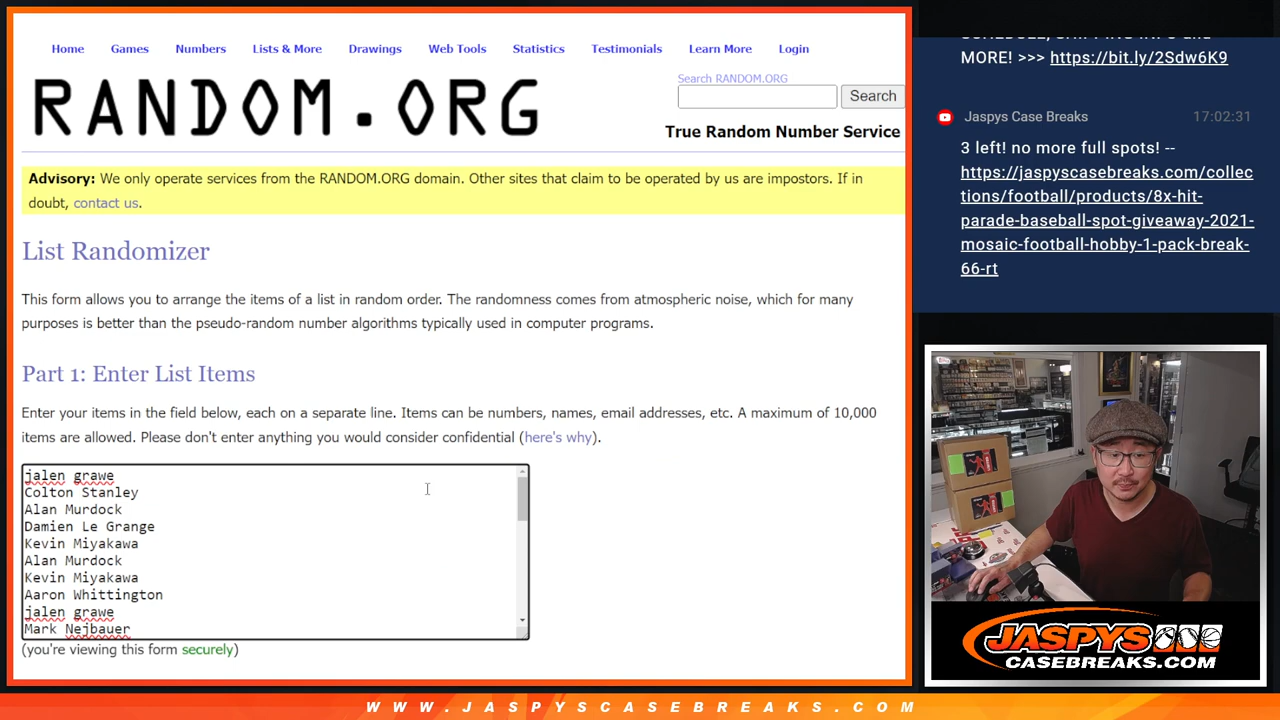 Home Games Numbers Lists & More Drawings Web Tools Statistics Testimonials Learn More Login
RANDOM.ORG
Search RANDOM.ORG
Search
True Random Number Service
Advisory: We only operate services from the RANDOM.ORG domain. Other sites that claim to be operated by us are impostors. If in
doubt, contact us.
List Randomizer
This form allows you to arrange the items of a list in random order. The randomness comes from atmospheric noise, which for many
purposes is better than the pseudo-random number algorithms typically used in computer programs.
Part 1: Enter List Items
Enter your items in the field below, each on a separate line. Items can be numbers, names, email addresses, etc. A maximum of 10,000
items are allowed. Please don't enter anything you would consider confidential (here's why).
jalen grawe
Colton Stanley
Alan Murdock
Damien Le Grange
Kevin Miyakawa
Alan Murdock
Kevin Miyakawa
Aaron Whittington
jalen grawe
Mark Nejbauer
(you're viewing this form securely)
MORE! >>> https://bit.ly/2Sdw6K9
Jaspys Case Breaks 17:02:31
3 left! no more full spots! --
https://jaspyscasebreaks.com/collec
tions/football/products/8x-hit-
parade-baseball-spot-giveaway-2021-
mosaic-football-hobby-1-pack-break-
66-rt
JASPYS
CASEBREAKS.COM
WWW.JASPYSCASEBREAKS.COM